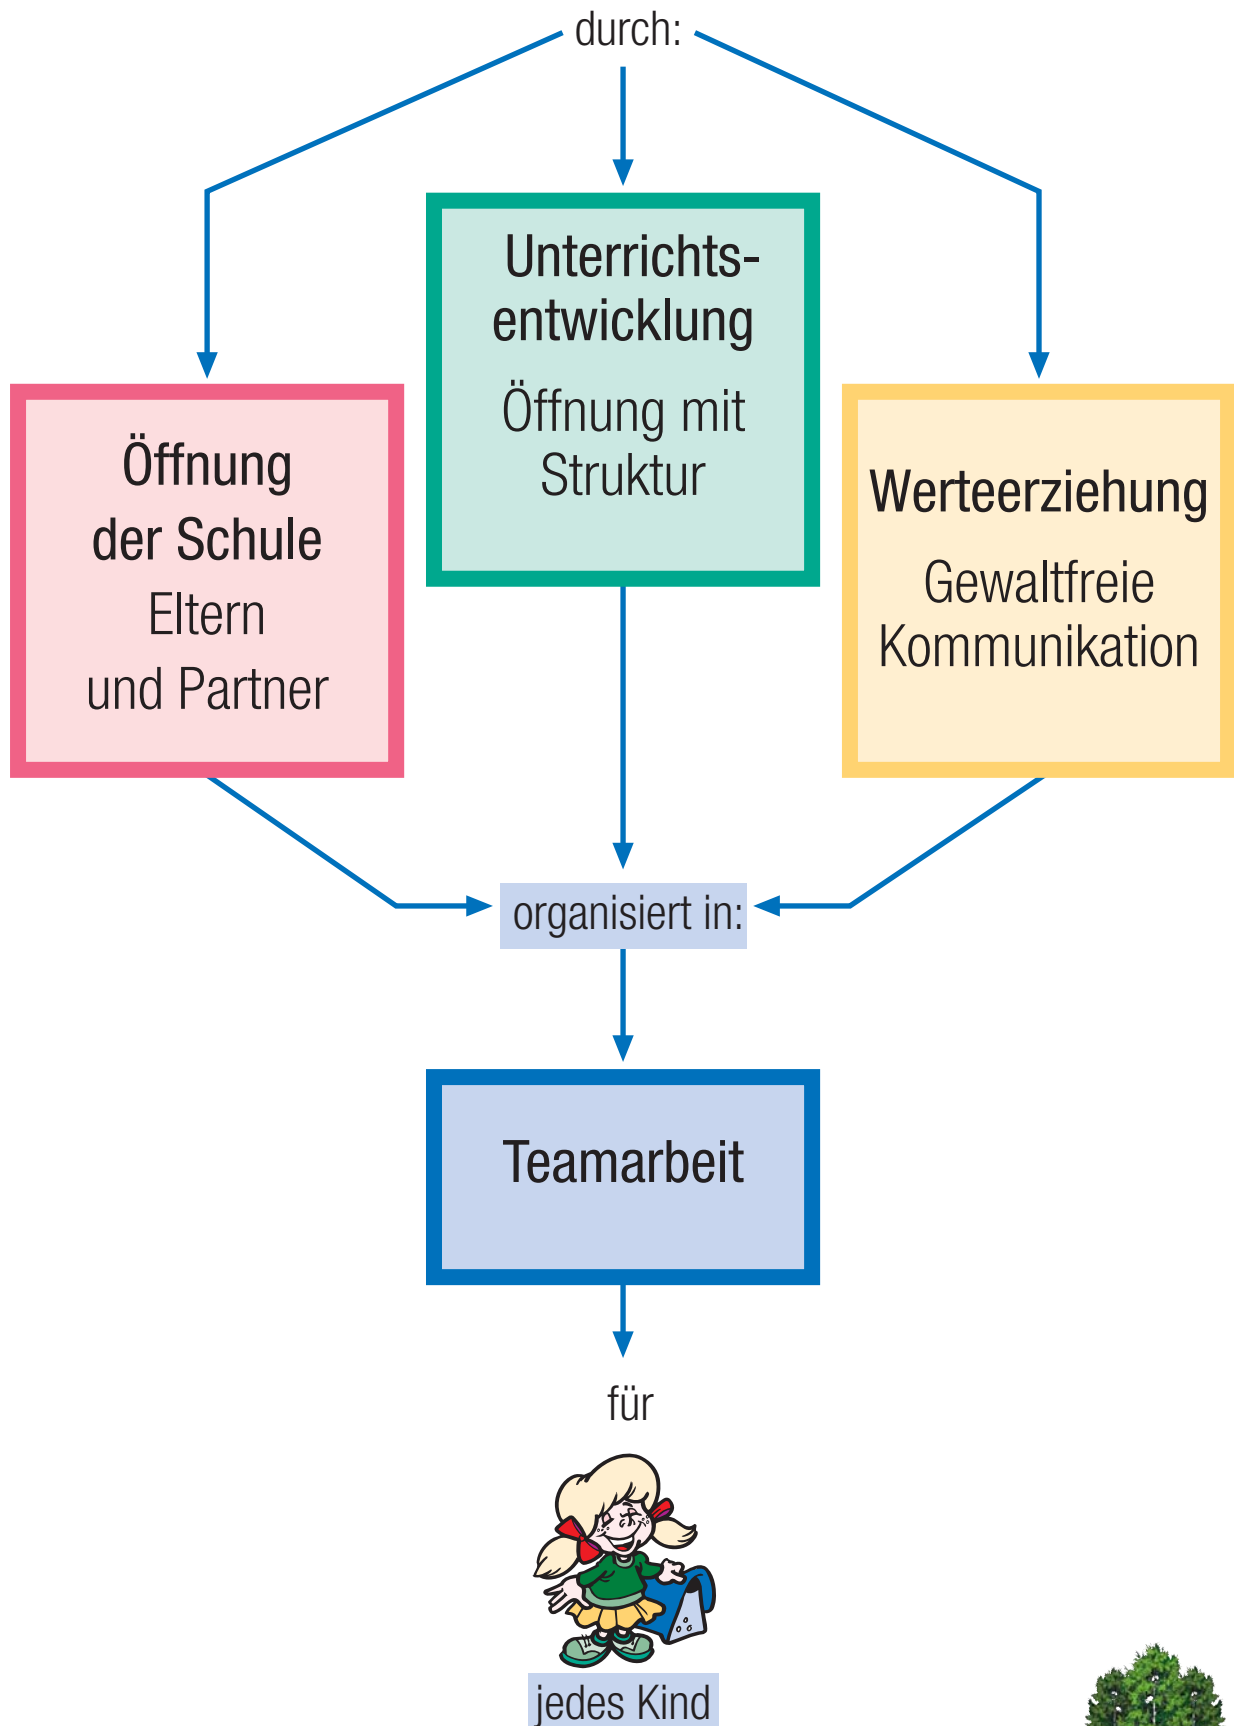 durch:
Unterrichts-
entwicklung
Öffnung mit
Struktur
Öffnung
der Schule
Eltern
und Partner
Werteerziehung
Gewaltfreie
Kommunikation
organisiert in:
Teamarbeit
für
jedes Kind